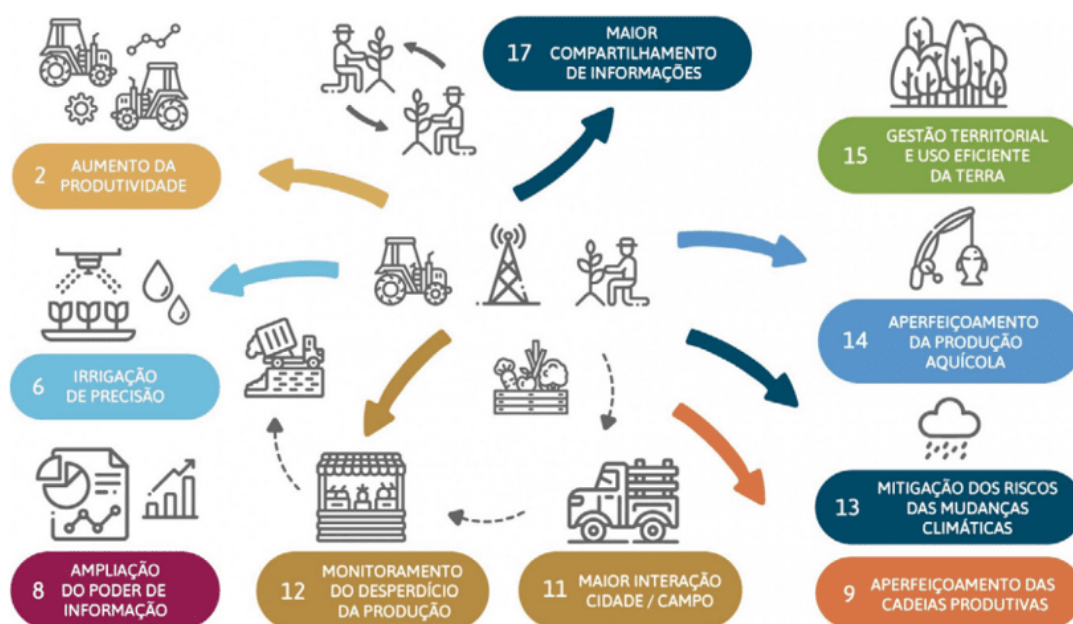 17
MAIOR
COMPARTILHAMENTO
DE INFORMAÇÕES
2
AUMENTO DA
PRODUTIVIDADE
15
GESTÃO TERRITORIAL
E USO EFICIENTE
DA TERRA
6
IRRIGAÇÃO
DE PRECISÃO
14
APERFEIÇOAMENTO
DA PRODUÇÃO
AQUÍCOLA
13
MITIGAÇÃO DOS RISCOS
DAS MUDANÇAS
CLIMÁTICAS
8
AMPLIAÇÃO
DO PODER DE
INFORMAÇÃO
12
MONITORAMENTO
DO DESPERDÍCIO
DA PRODUÇÃO
11
MAIOR INTERAÇÃO
CIDADE / CAMPO
9
APERFEIÇOAMENTO DAS
CADEIAS PRODUTIVAS